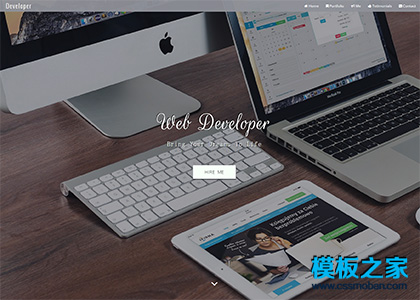 Developer
Home Portfolio Me Testimonials Contact
Web Developer
Bring Your Dreams To Life
HIRE ME
模板之家
www.cssmoban.com